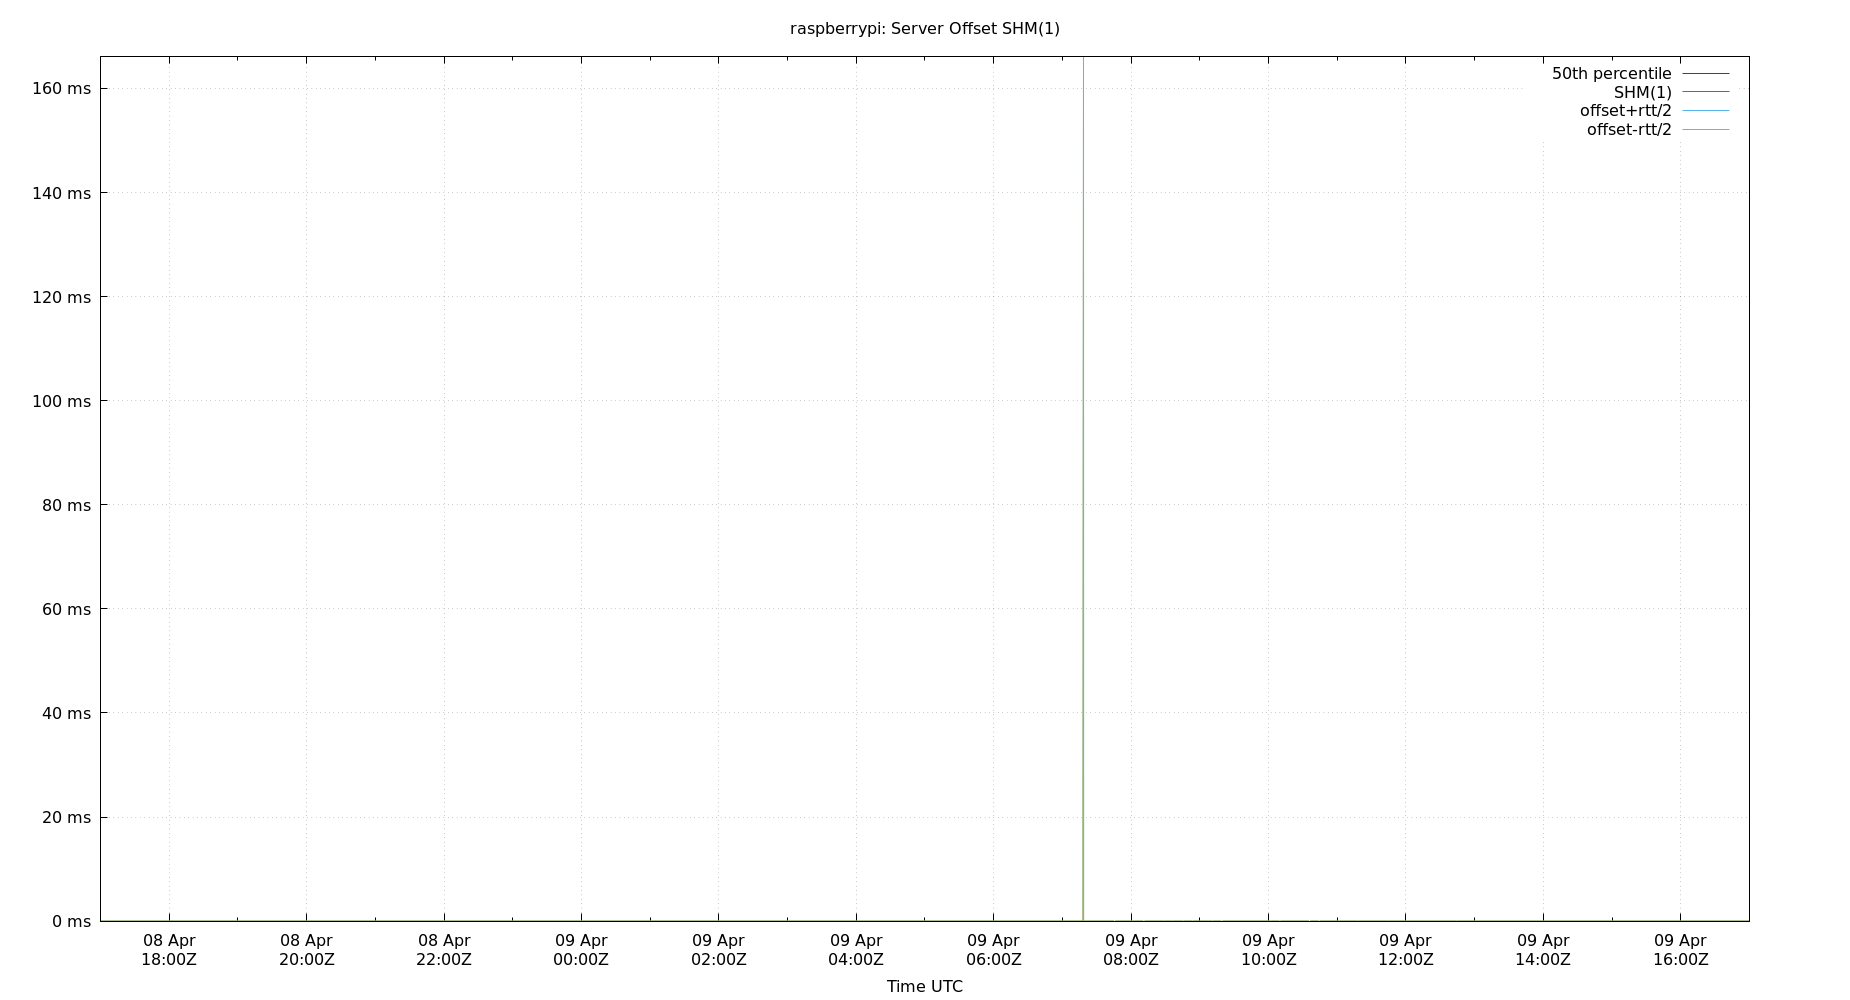 raspberrypi: Server Offset SHM(1)
50th percentile
SHM(1)
offset+rtt/2
offset-rtt/2
160 ms
140 ms
120 ms
100 ms
80 ms
60 ms
40 ms
20 ms
0 ms
08 Apr 08 Apr 08 Apr 09 Apr 09 Apr 09 Apr 09 Apr 09 Apr 09 Apr 09 Apr 09 Apr 09 Apr
18:00Z 20:00Z 22:00Z 00:00Z 02:00Z 04:00Z 06:00Z 08:00Z 10:00Z 12:00Z 14:00Z 16:00Z
Time UTC